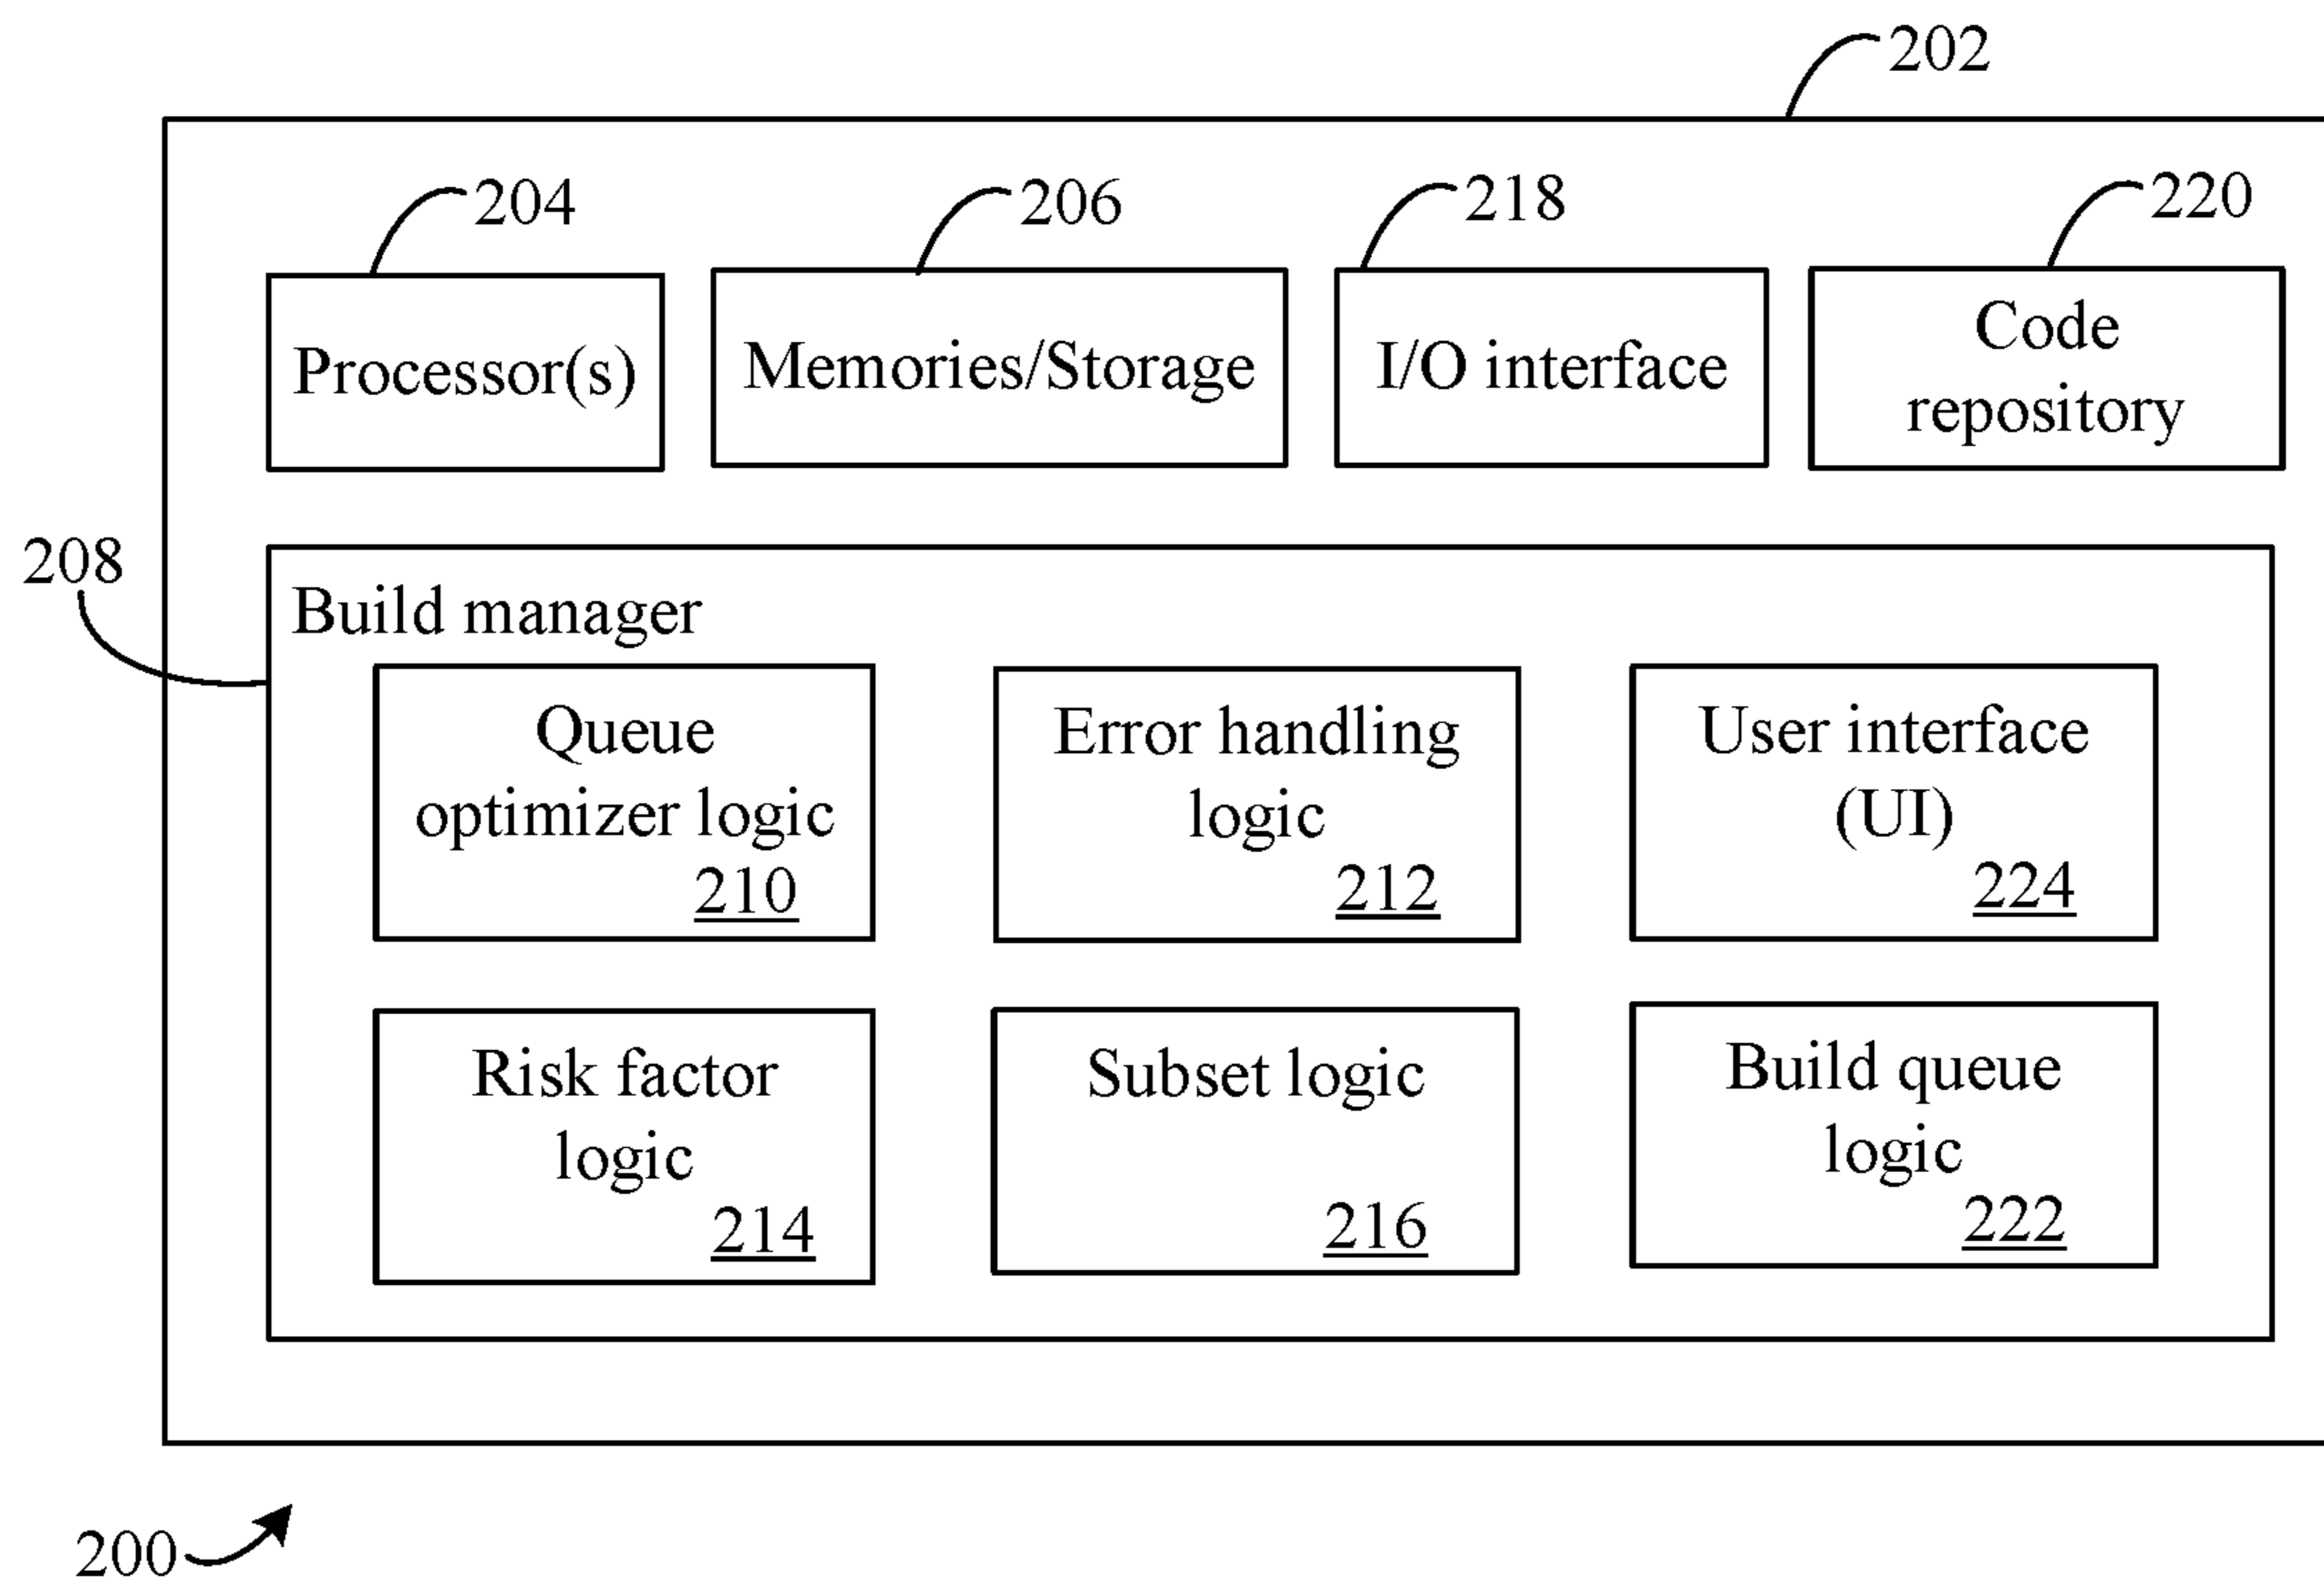 202
204
206
218
220
Processor(s)
Memories/Storage
I/O interface
Code
repository
208
Build manager
Queue
optimizer logic
210
Error handling
logic
212
User interface
(UI)
224
Risk factor
logic
214
Subset logic
216
Build queue
logic
222
200